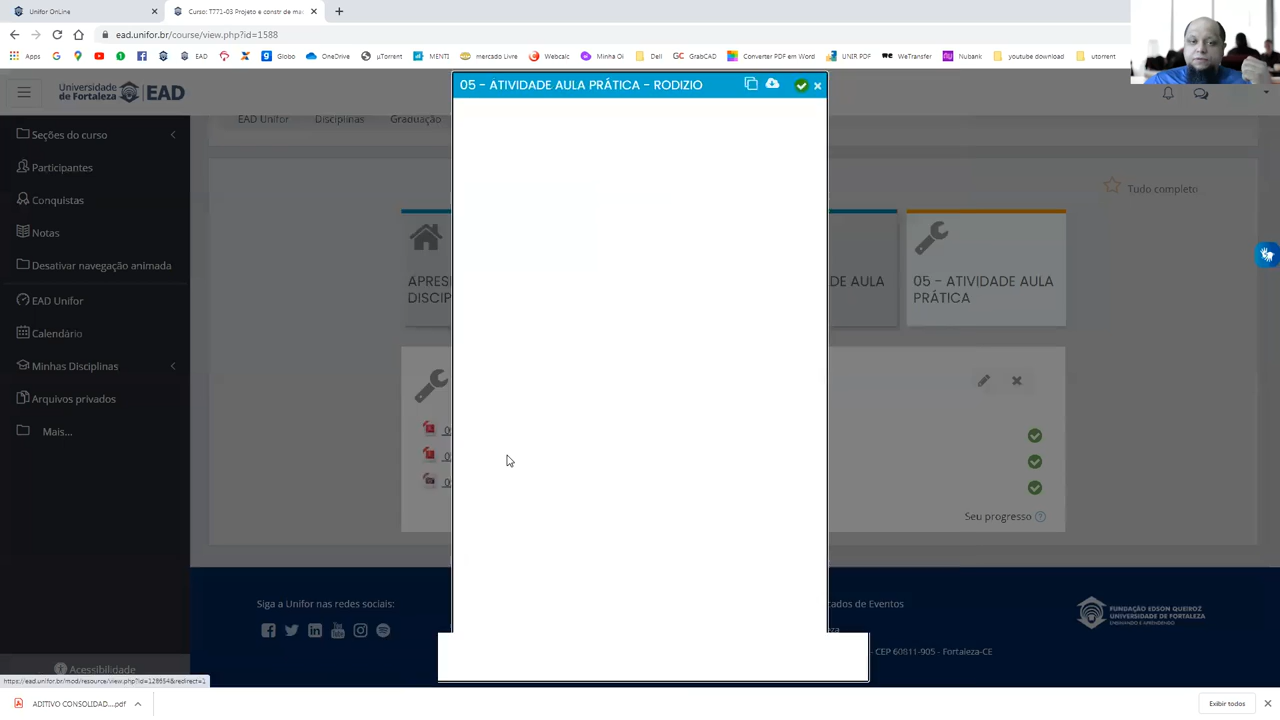 Unifor OnLine
Curso: T771-03 Projeto e constr de ma
ead.unifor.br/course/view.php?id=1588
Apps
Globo
OneDrive
µTorrent
MENTI
mercado Livre
Webcalc
Minha Oi
Dell
GrabCAD
Converter PDF em Word
UNIR PDF
WeTransfer
Nubank
youtube download
utorrent
EAD
05 - ATIVIDADE AULA PRÁTICA - RODIZIO
Universidade
de Fortaleza
EAD
EAD Unifor
Disciplinas
Graduação
Seções do curso
Participantes
Conquistas
Notas
Desativar navegação animada
EAD Unifor
Calendário
Minhas Disciplinas
Arquivos privados
Mais...
Tudo completo
APRES
DISCIP
DE AULA
05 - ATIVIDADE AULA
PRÁTICA
Seu progresso
Siga a Unifor nas redes sociais:
de Eventos
FUNDAÇÃO EDSON QUEIROZ
UNIVERSIDADE DE FORTALEZA
ENSINANDO E APRENDENDO
- CEP 60811-905 - Fortaleza-CE
Acessibilidade
https://ead.unifor.br/mod/resource/view.php?id=128654&redirect=1
ADITIVO CONSOLIDAD....pdf
Exibir todos